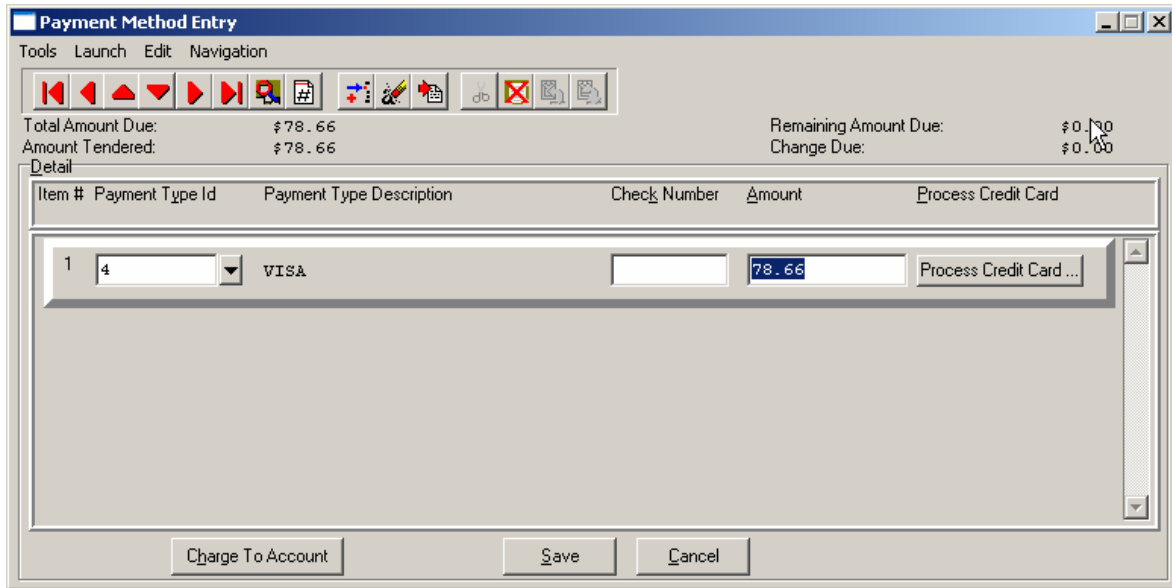 Payment Method Entry
Tools Launch Edit Navigation
Total Amount Due: $78.66 Remaining Amount Due: $0.00
Amount Tendered: $78.66 Change Due: $0.00
Detail
Item # Payment Type Id Payment Type Description Check Number Amount Process Credit Card
1 4 VISA 78.66 Process Credit Card ...
Charge To Account Save Cancel